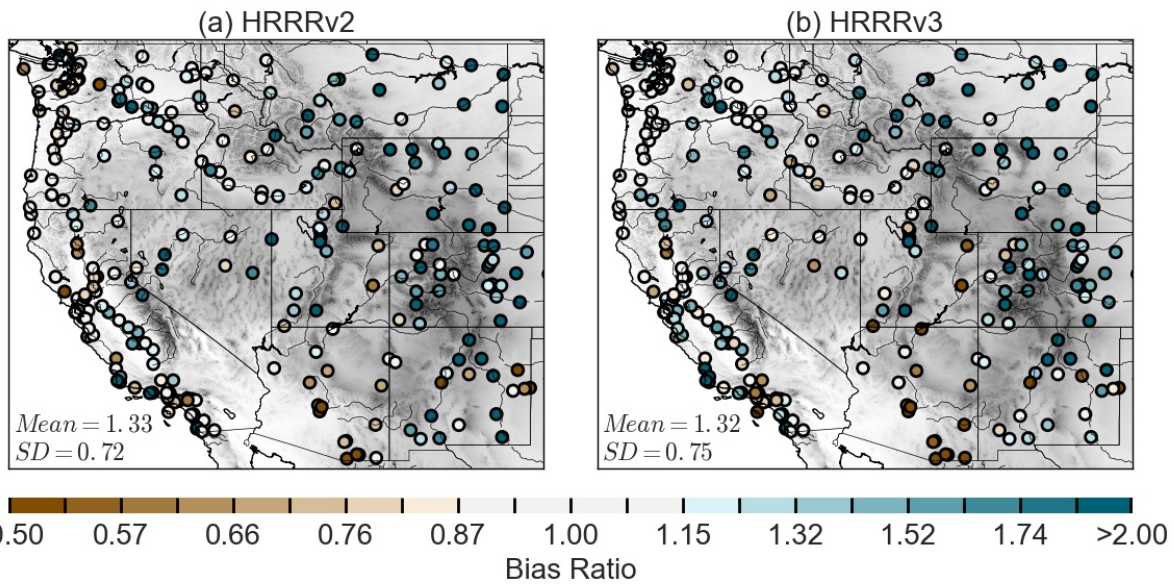 (a) HRRRv2 (b) HRRRv3
Mean = 1.33 Mean = 1.32
SD = 0.72 SD = 0.75
0.50 0.57 0.66 0.76 0.87 1.00 1.15 1.32 1.52 1.74 >2.00
Bias Ratio